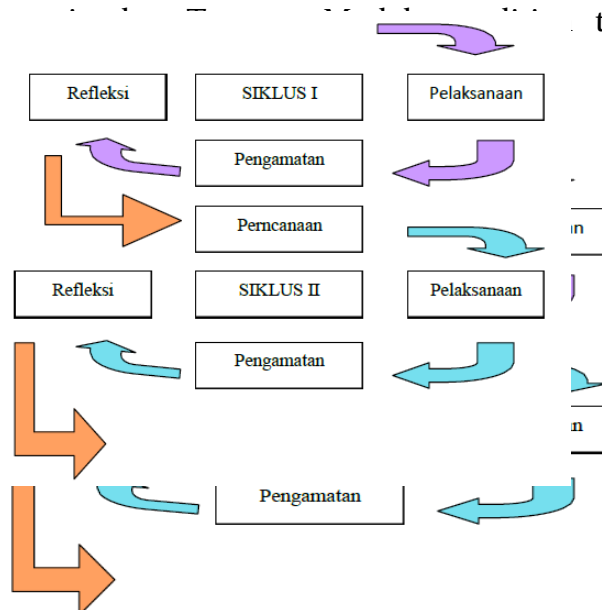 Refleksi SIKLUS I Pelaksanaan
Pengamatan
Perncanaan
Refleksi SIKLUS II Pelaksanaan
Pengamatan
Pengamatan